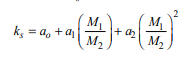 k_s = a_o + a_1 (M_1 / M_2) + a_2 (M_1 / M_2)^2